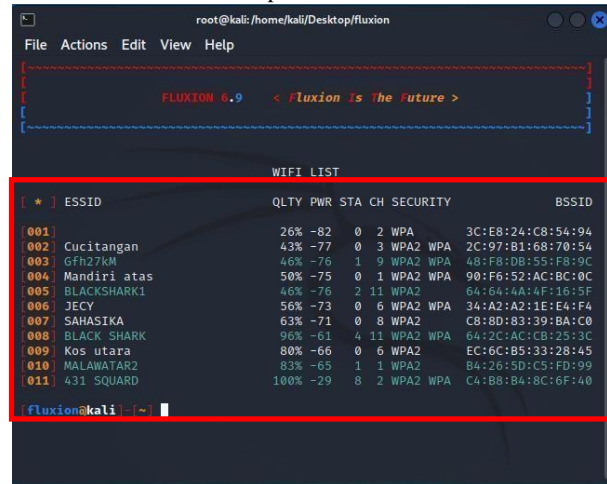 root@kali:/home/kali/Desktop/fluxion
File Actions Edit View Help
[~~~~~~~~~~~~~~~~~~~~~~~~~~~~~~~~~~~~~~~~~~~~~~~~~~~~~~~~~~~~~~~~~~~~~~~~~~]
[ ]
[ FLUXION 6.9 < Fluxion Is The Future > ]
[ ]
[~~~~~~~~~~~~~~~~~~~~~~~~~~~~~~~~~~~~~~~~~~~~~~~~~~~~~~~~~~~~~~~~~~~~~~~~~~]
WIFI LIST
[ * ] ESSID QLTY PWR STA CH SECURITY BSSID
[001] 26% -82 0 2 WPA 3C:E8:24:C8:54:94
[002] Cucitangan 43% -77 0 3 WPA2 WPA 2C:97:B1:68:70:54
[003] Gfh27kM 46% -76 1 9 WPA2 WPA 48:F8:DB:55:F8:9C
[004] Mandiri atas 50% -75 0 1 WPA2 WPA 90:F6:52:AC:BC:0C
[005] BLACKSHARK1 46% -76 2 11 WPA2 64:64:4A:4F:16:5F
[006] JECY 56% -73 0 6 WPA2 WPA 34:A2:A2:1E:E4:F4
[007] SAHASIKA 63% -71 0 8 WPA2 C8:8D:83:39:BA:C0
[008] BLACK SHARK 96% -61 4 11 WPA2 WPA 64:2C:AC:CB:25:3C
[009] Kos utara 80% -66 0 6 WPA2 EC:6C:B5:33:28:45
[010] MALAWATAR2 83% -65 1 1 WPA2 B4:26:5D:C5:FD:99
[011] 431 SQUARD 100% -29 8 2 WPA2 WPA C4:B8:B4:8C:6F:40
[fluxion@kali]-[~]